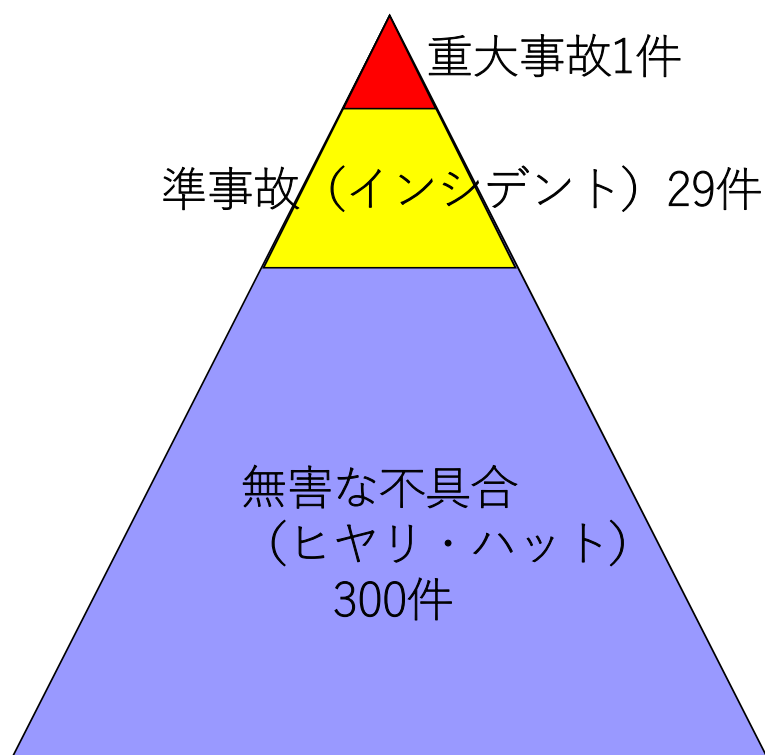 重大事故1件
準事故（インシデント）29件
無害な不具合
（ヒヤリ・ハット）
300件